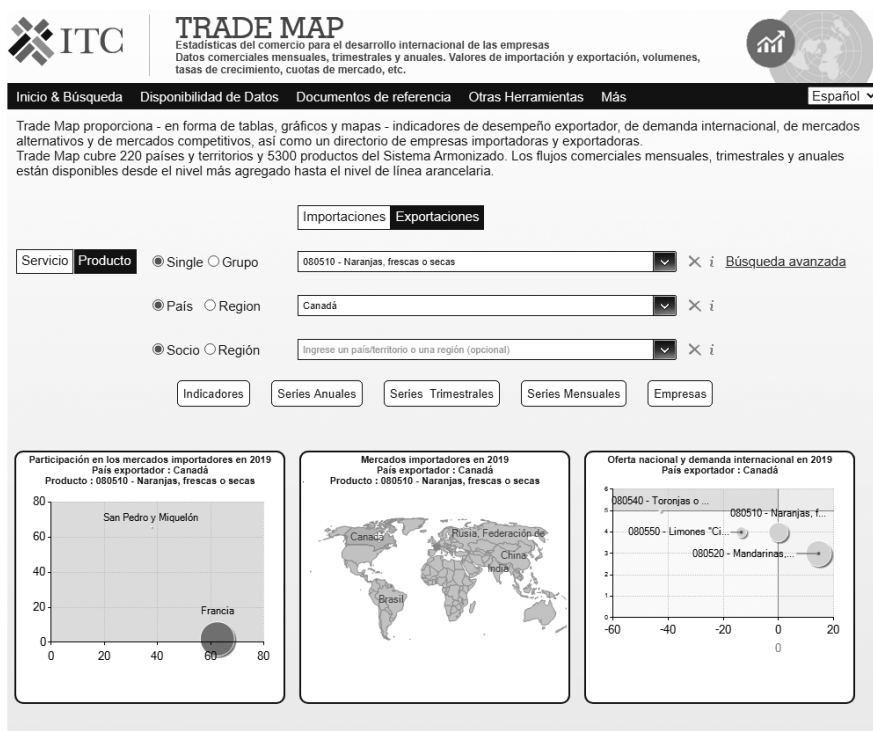 ITC
TRADE MAP
Estadísticas del comercio para el desarrollo internacional de las empresas
Datos comerciales mensuales, trimestrales y anuales. Valores de importación y exportación, volumenes,
tasas de crecimiento, cuotas de mercado, etc.
Inicio & Búsqueda Disponibilidad de Datos Documentos de referencia Otras Herramientas Más Español
Trade Map proporciona - en forma de tablas, gráficos y mapas - indicadores de desempeño exportador, de demanda internacional, de mercados
alternativos y de mercados competitivos, así como un directorio de empresas importadoras y exportadoras.
Trade Map cubre 220 países y territorios y 5300 productos del Sistema Armonizado. Los flujos comerciales mensuales, trimestrales y anuales
están disponibles desde el nivel más agregado hasta el nivel de línea arancelaria.
Importaciones Exportaciones
Servicio Producto Single Grupo 080510 - Naranjas, frescas o secas i Búsqueda avanzada
País Region Canadá i
Socio Región Ingrese un país/territorio o una región (opcional) i
Indicadores Series Anuales Series Trimestrales Series Mensuales Empresas
Participación en los mercados importadores en 2019
País exportador : Canadá
Producto : 080510 - Naranjas, frescas o secas
80
60
40
20
0
San Pedro y Miquelón
Francia
0 20 40 60 80
Mercados importadores en 2019
País exportador : Canadá
Producto : 080510 - Naranjas, frescas o secas
Canadá
Rusia, Federación de
China
India
Brasil
Oferta nacional y demanda internacional en 2019
País exportador : Canadá
6
5
4
3
2
1
0
080540 - Toronjas o ...
080510 - Naranjas, f...
080550 - Limones "Ci...
080520 - Mandarinas,...
-60 -40 -20 0 20
0